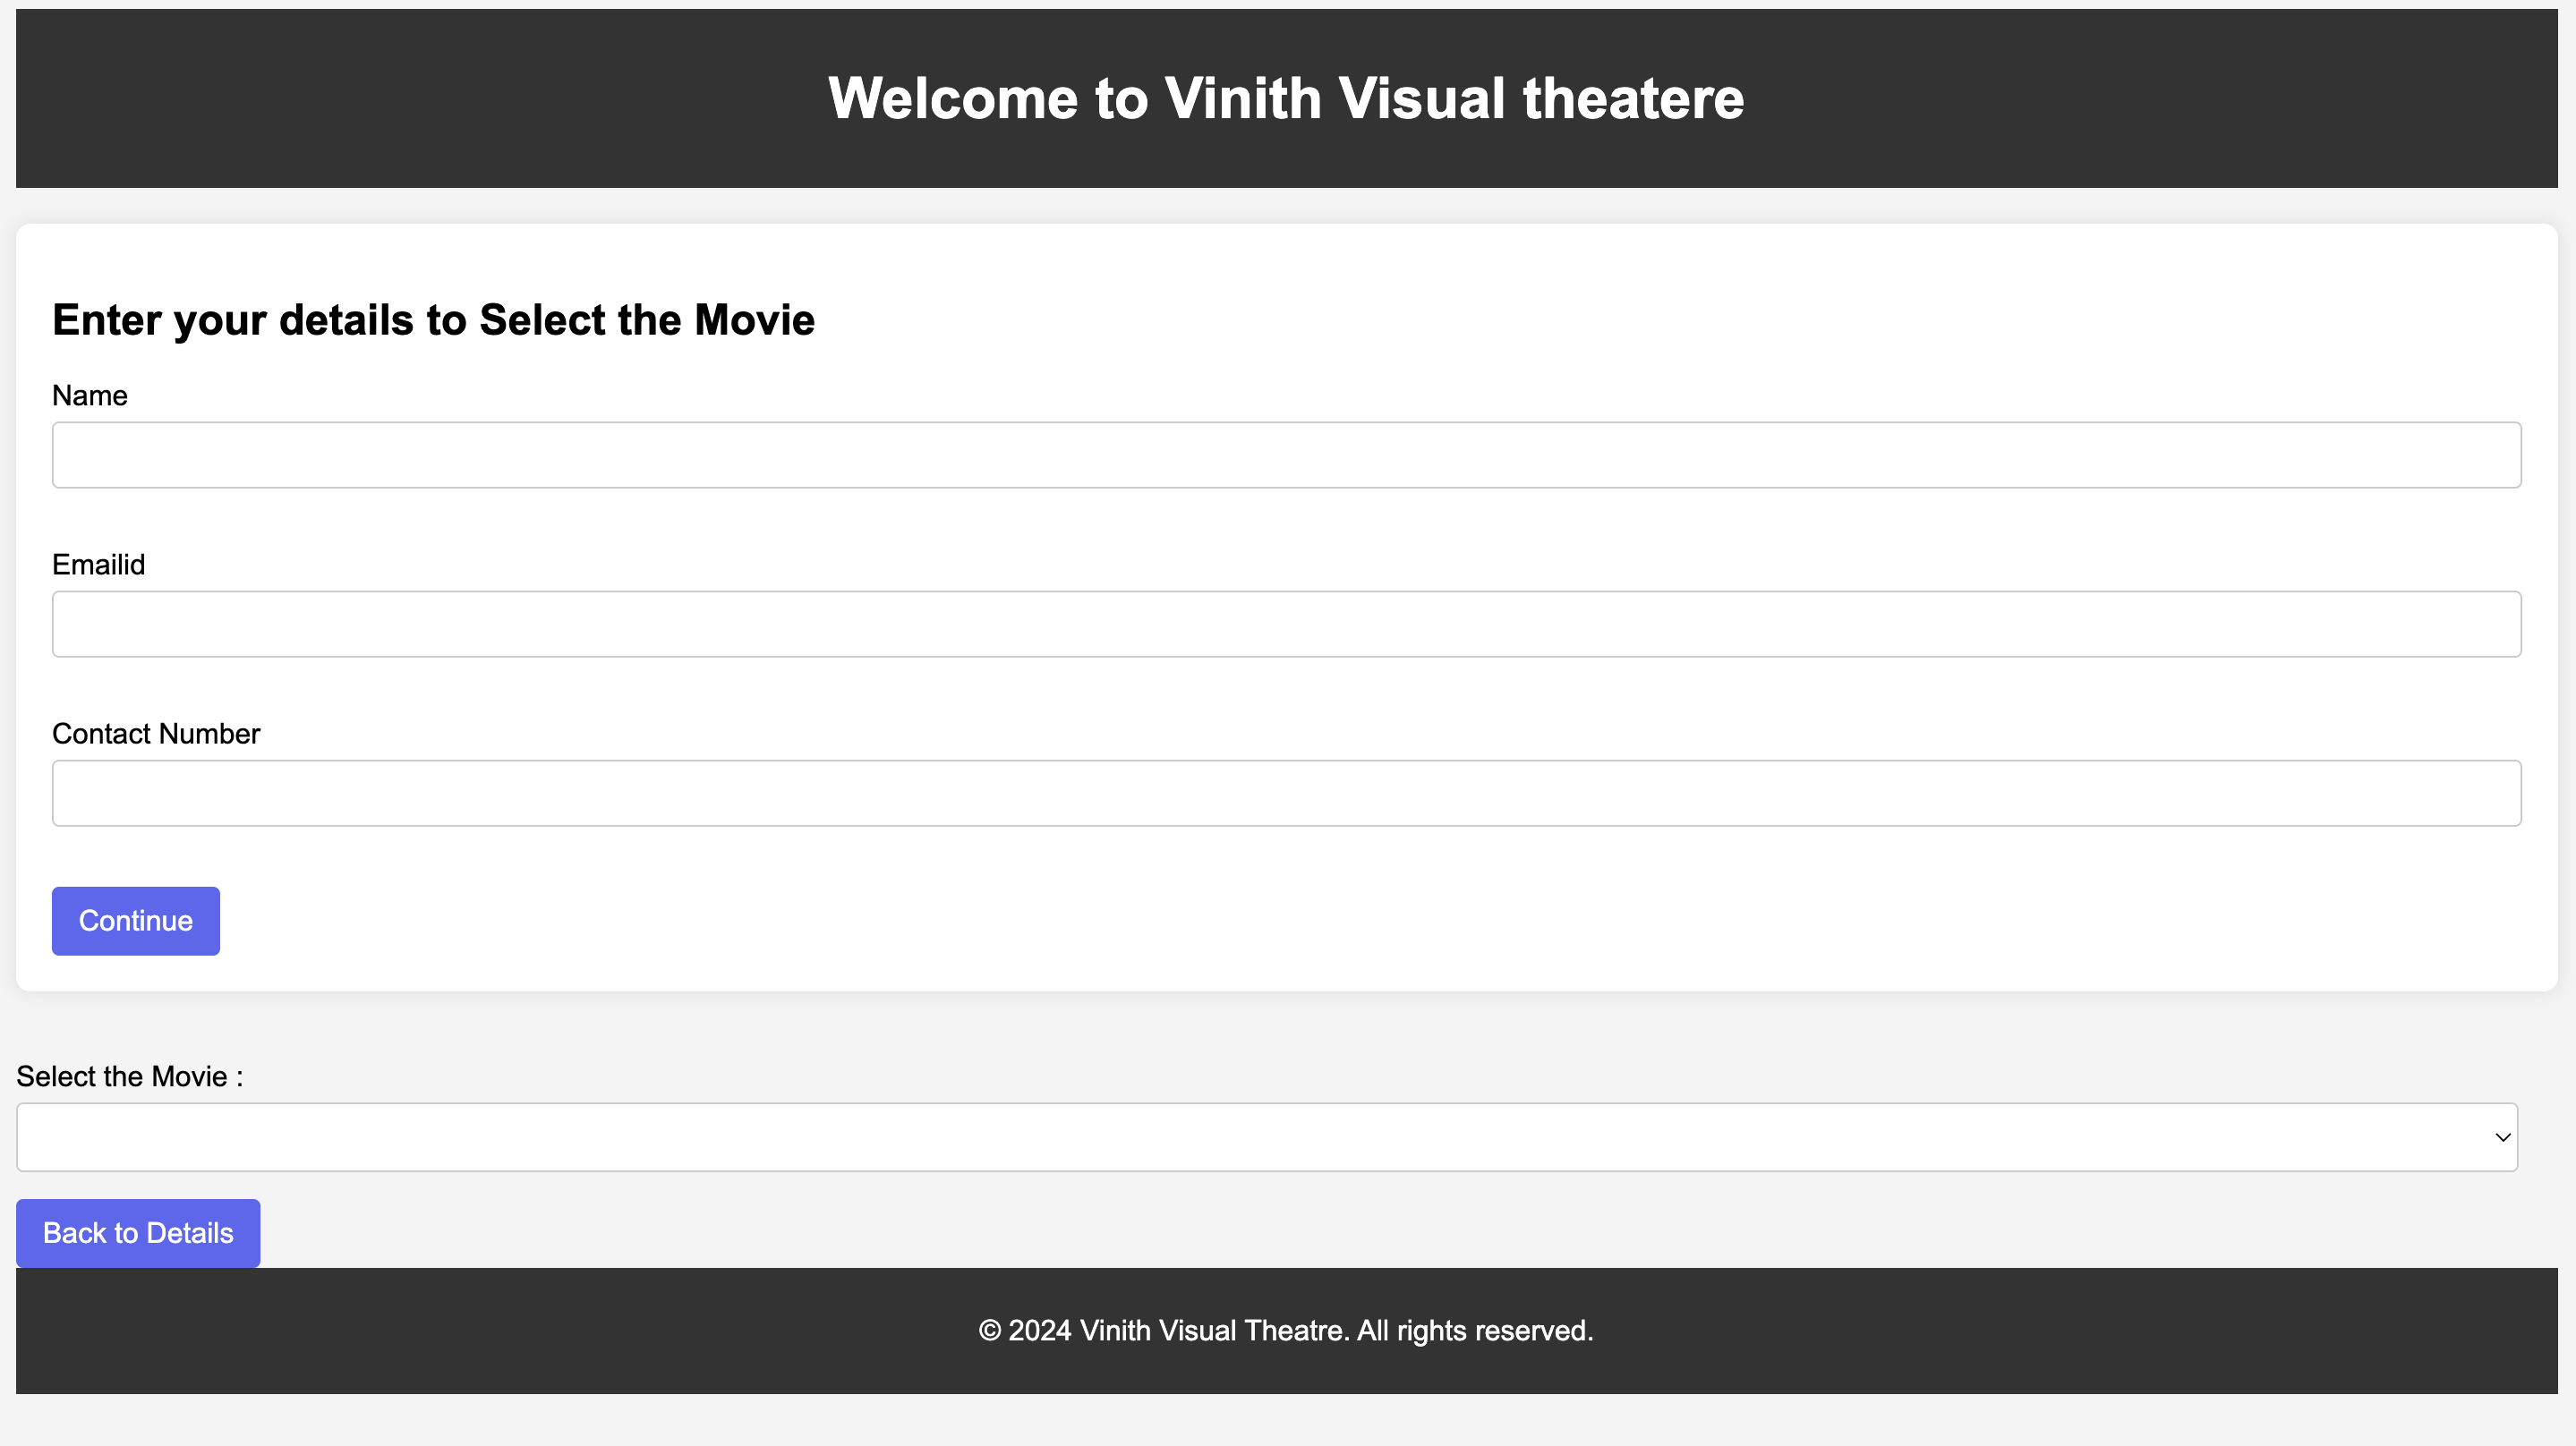 Welcome to Vinith Visual theatere
Enter your details to Select the Movie
Name
Emailid
Contact Number
Continue
Select the Movie :
Back to Details
© 2024 Vinith Visual Theatre. All rights reserved.